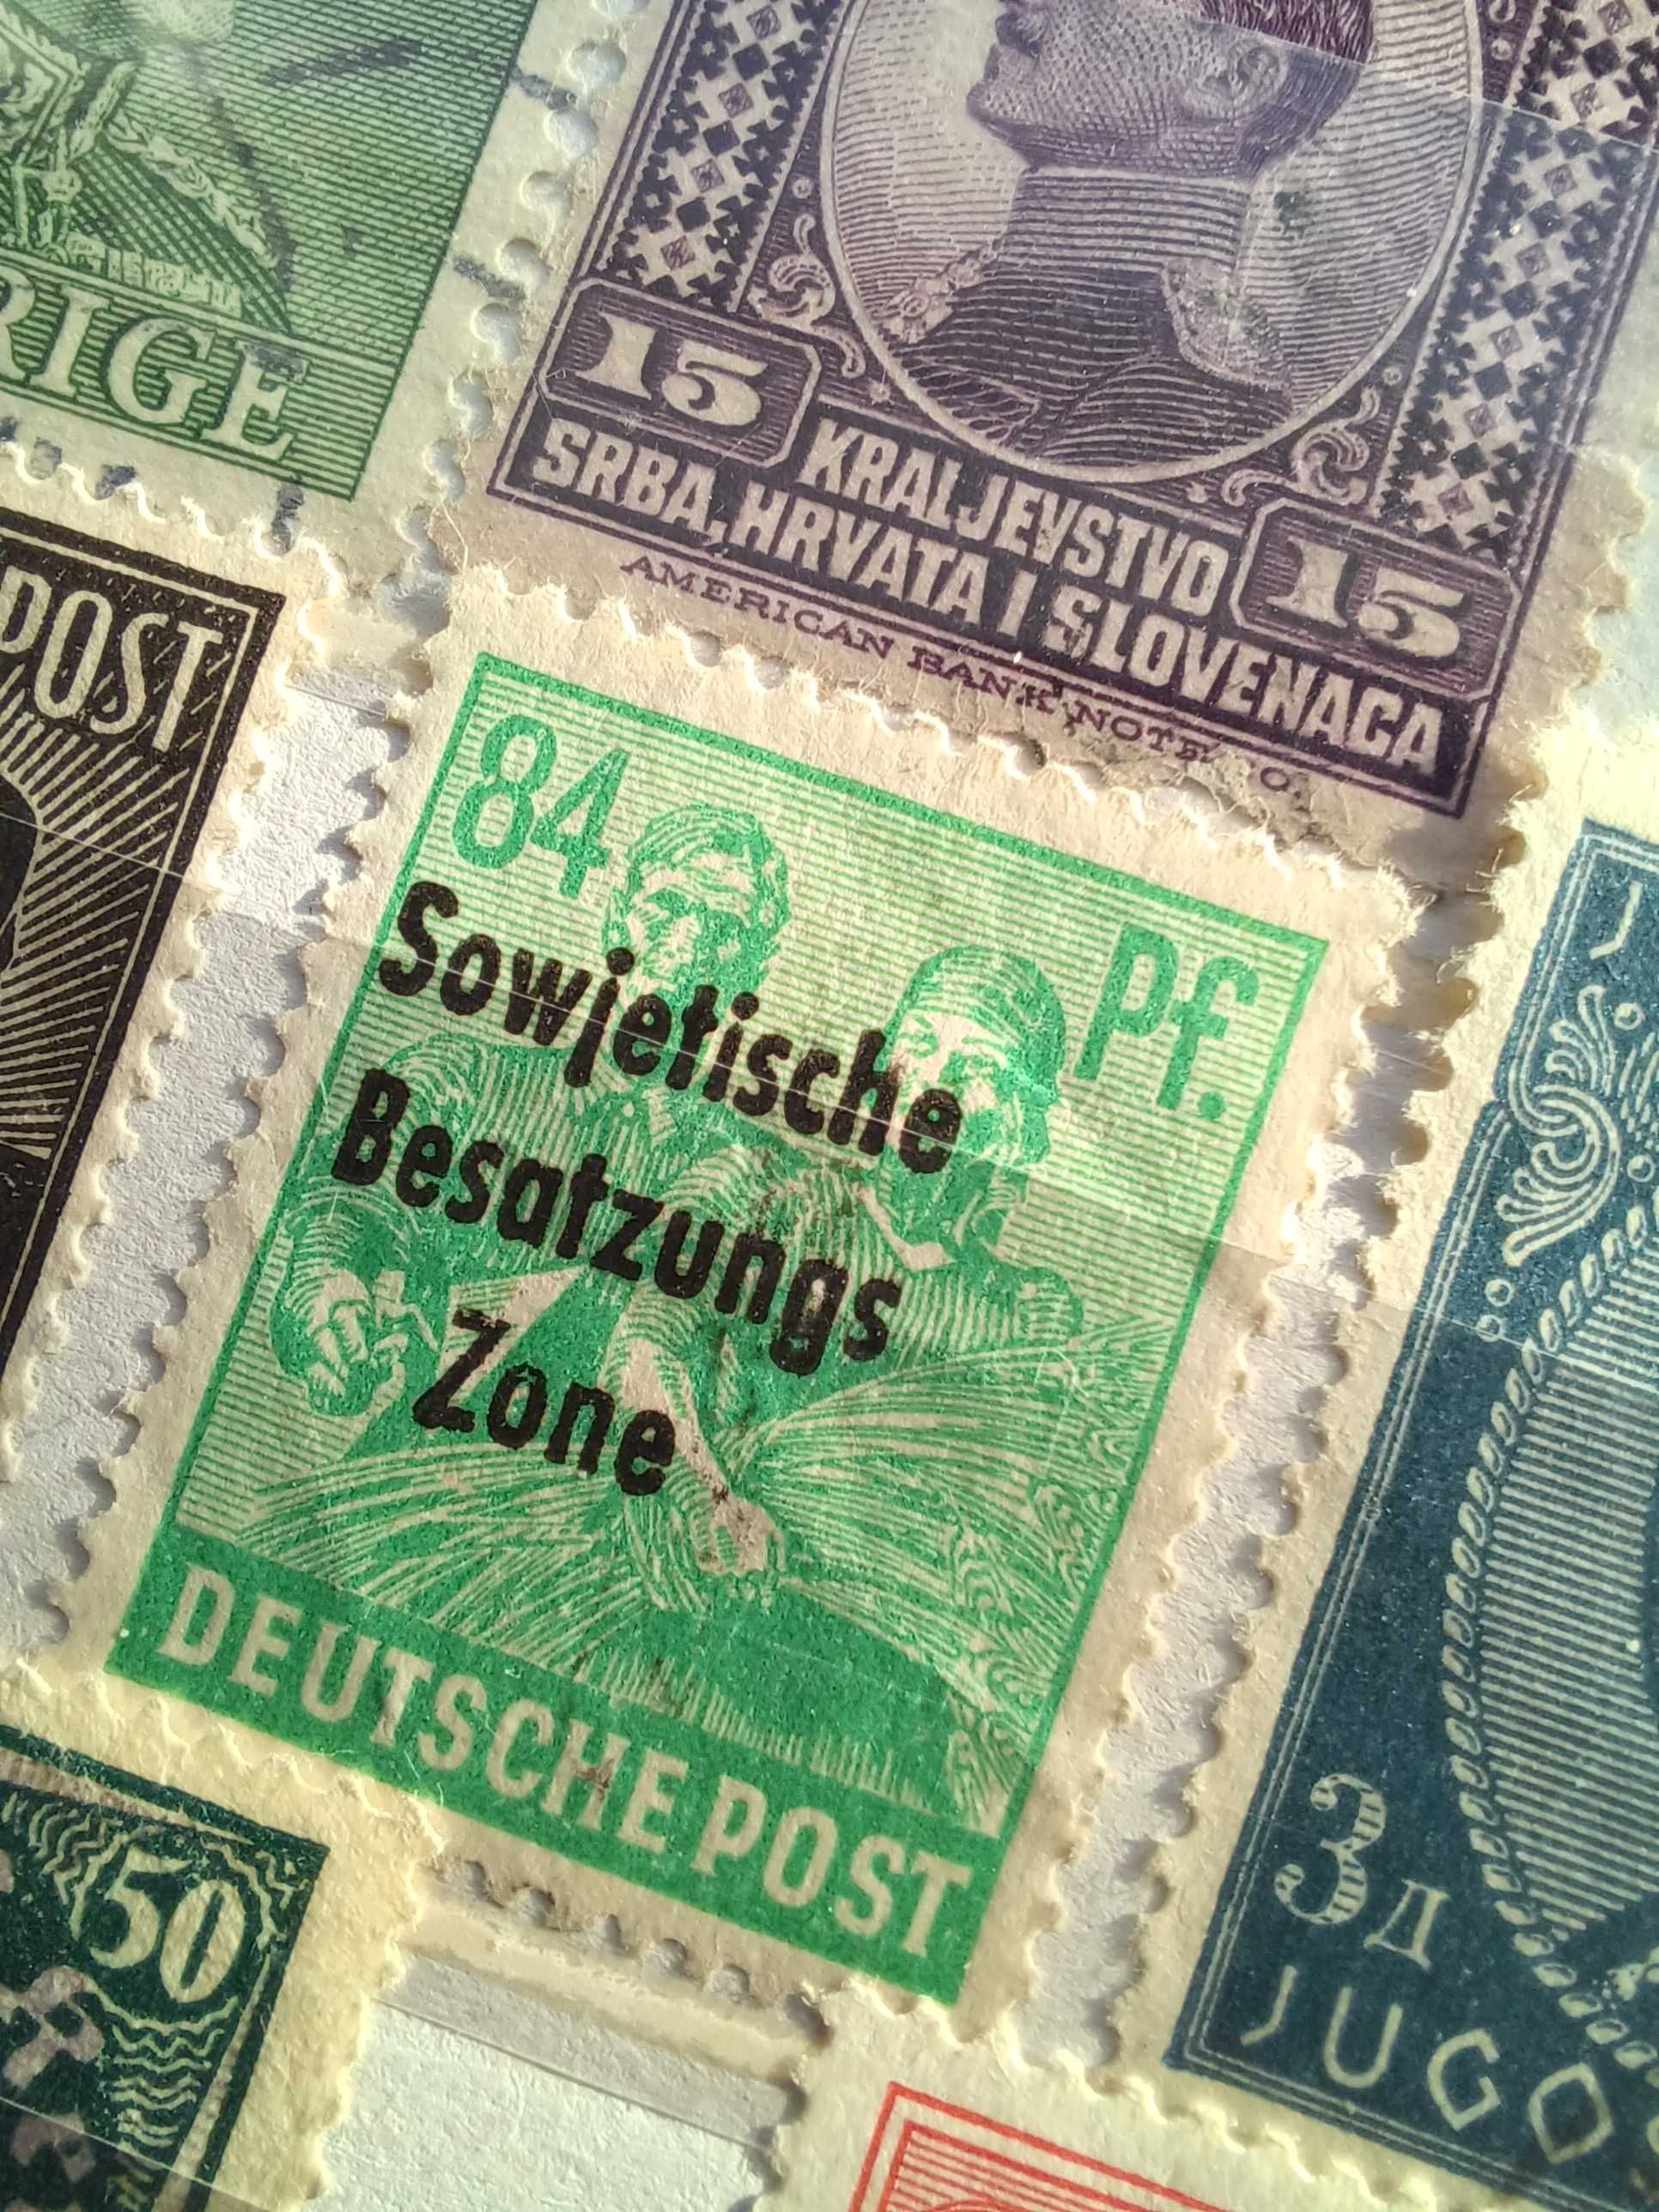 RIGE
15
15
KRALJEVSTVO
SRBA, HRVATA I SLOVENACA
AMERICAN BANK NOTE
POST
84
Pf.
Sowjetische
Besatzungs
Zone
DEUTSCHE POST
50
3 Д
JUGO